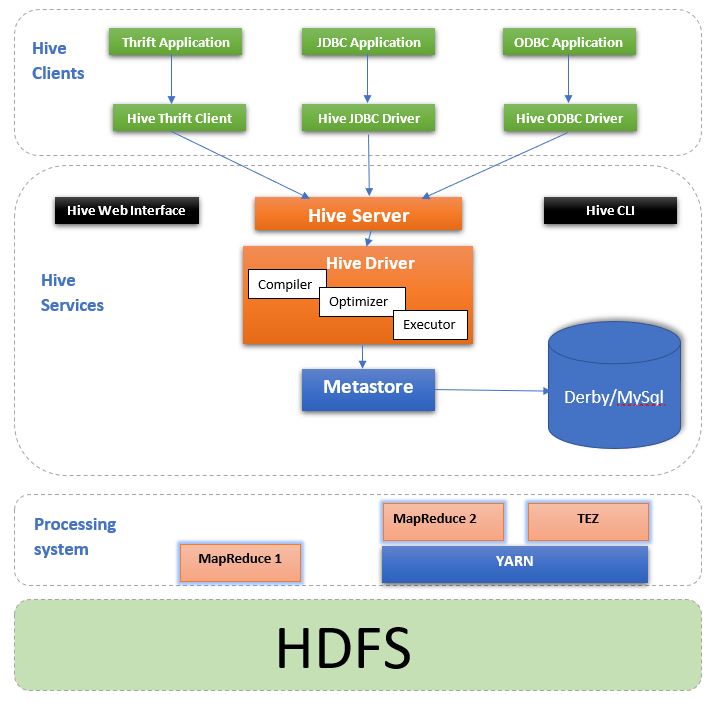 Hive
Clients
Thrift Application
JDBC Application
ODBC Application
Hive Thrift Client
Hive JDBC Driver
Hive ODBC Driver
Hive Web Interface
Hive Server
Hive CLI
Hive
Services
Hive Driver
Compiler
Optimizer
Executor
Metastore
Derby/MySql
Processing
system
MapReduce 2
TEZ
MapReduce 1
YARN
HDFS